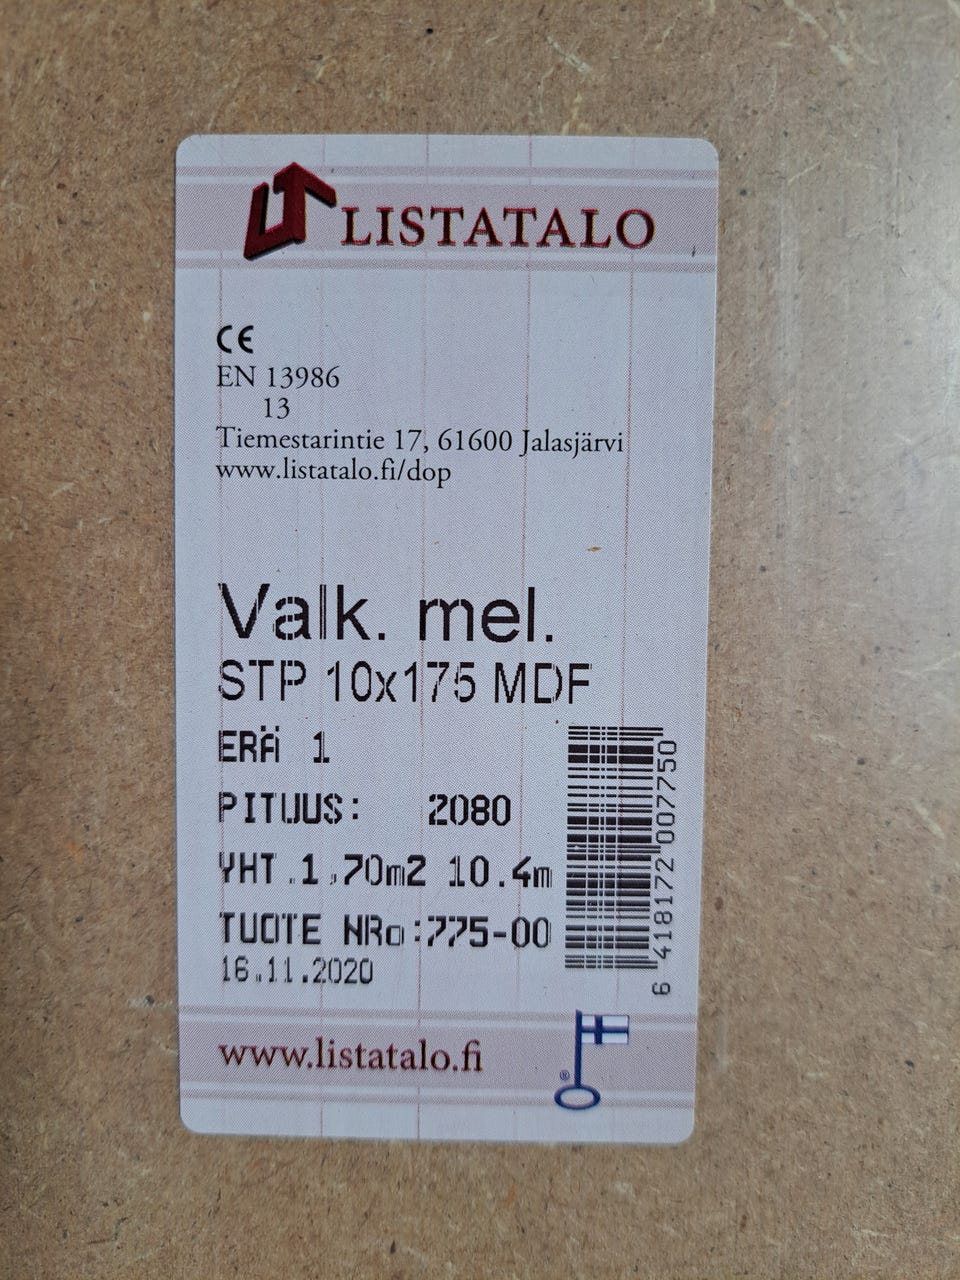 LISTATALO
CE
EN 13986
13
Tiemestarintie 17, 61600 Jalasjärvi
www.listatalo.fi/dop
Valk. mel.
STP 10x175 MDF
ERÄ 1
PITUUS: 2080
YHT.1,70m2 10.4m
TUOTE NRo:775-00
16.11.2020
6 418172 007750
www.listatalo.fi
®